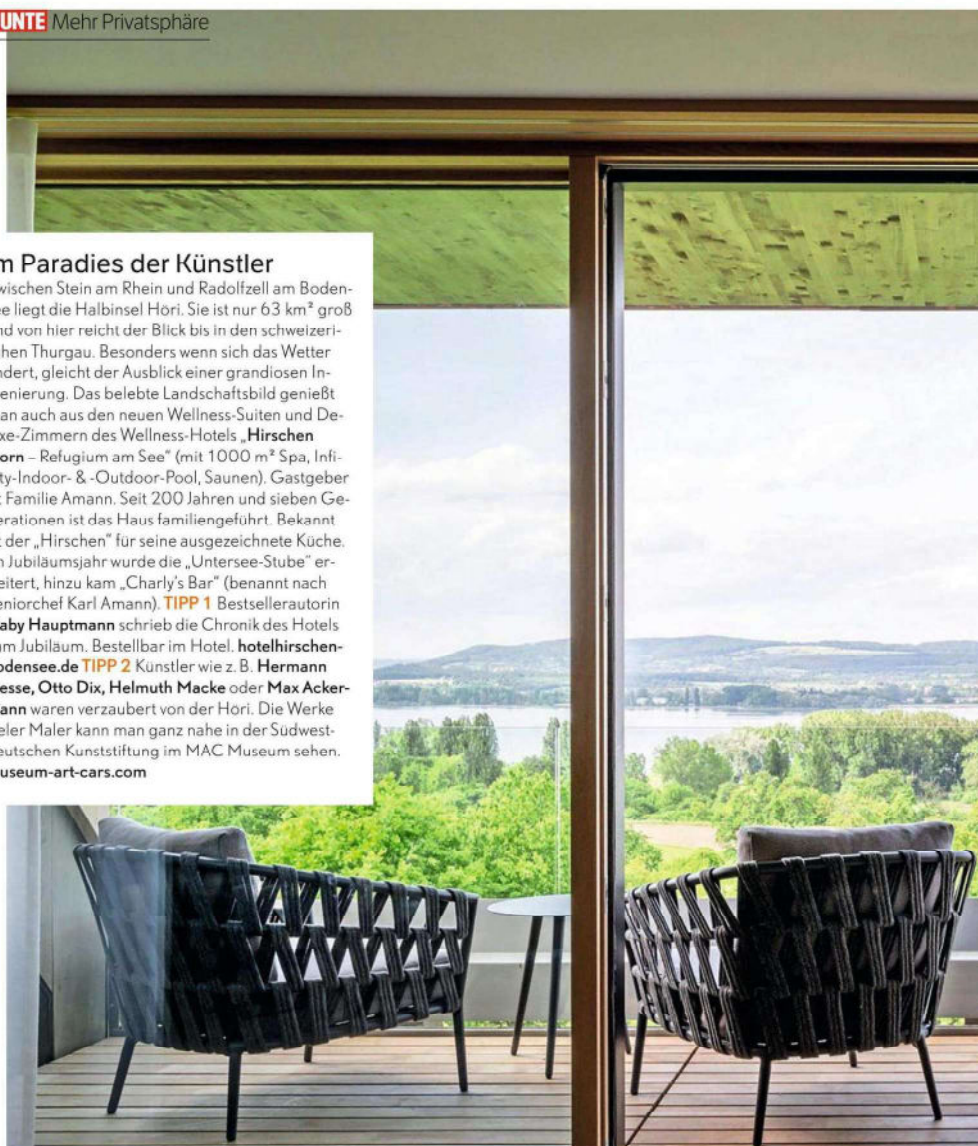 UNTE Mehr Privatsphäre
m Paradies der Künstler
wischen Stein am Rhein und Radolfzell am Boden-
ee liegt die Halbinsel Höri. Sie ist nur 63 km² groß
nd von hier reicht der Blick bis in den schweizeri-
chen Thurgau. Besonders wenn sich das Wetter
ndert, gleicht der Ausblick einer grandiosen In-
enierung. Das belebte Landschaftsbild genießt
an auch aus den neuen Wellness-Suiten und De-
xe-Zimmern des Wellness-Hotels „Hirschen
orn – Refugium am See“ (mit 1000 m² Spa, Infi-
ty-Indoor- & -Outdoor-Pool, Saunen). Gastgeber
t Familie Amann. Seit 200 Jahren und sieben Ge-
erationen ist das Haus familiengeführt. Bekannt
t der „Hirschen“ für seine ausgezeichnete Küche.
n Jubiläumsjahr wurde die „Untersee-Stube“ er-
eitert, hinzu kam „Charly's Bar“ (benannt nach
eniorchef Karl Amann). TIPP 1 Bestsellerautorin
aby Hauptmann schrieb die Chronik des Hotels
um Jubiläum. Bestellbar im Hotel. hotelhirschen-
odensee.de TIPP 2 Künstler wie z. B. Hermann
esse, Otto Dix, Helmuth Macke oder Max Acker-
ann waren verzaubert von der Höri. Die Werke
eler Maler kann man ganz nahe in der Südwest-
eutschen Kunststiftung im MAC Museum sehen.
useum-art-cars.com